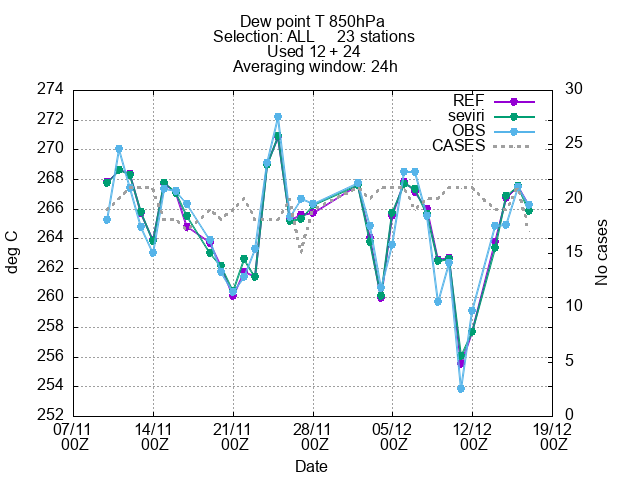 Dew point T 850hPa
Selection: ALL 23 stations
Used 12 + 24
Averaging window: 24h
274
272
270
268
266
264
262
260
258
256
254
252
deg C
30
25
20
15
10
5
0
No cases
REF
seviri
OBS
CASES
07/11 14/11 21/11 28/11 05/12 12/12 19/12
00Z 00Z 00Z 00Z 00Z 00Z 00Z
Date